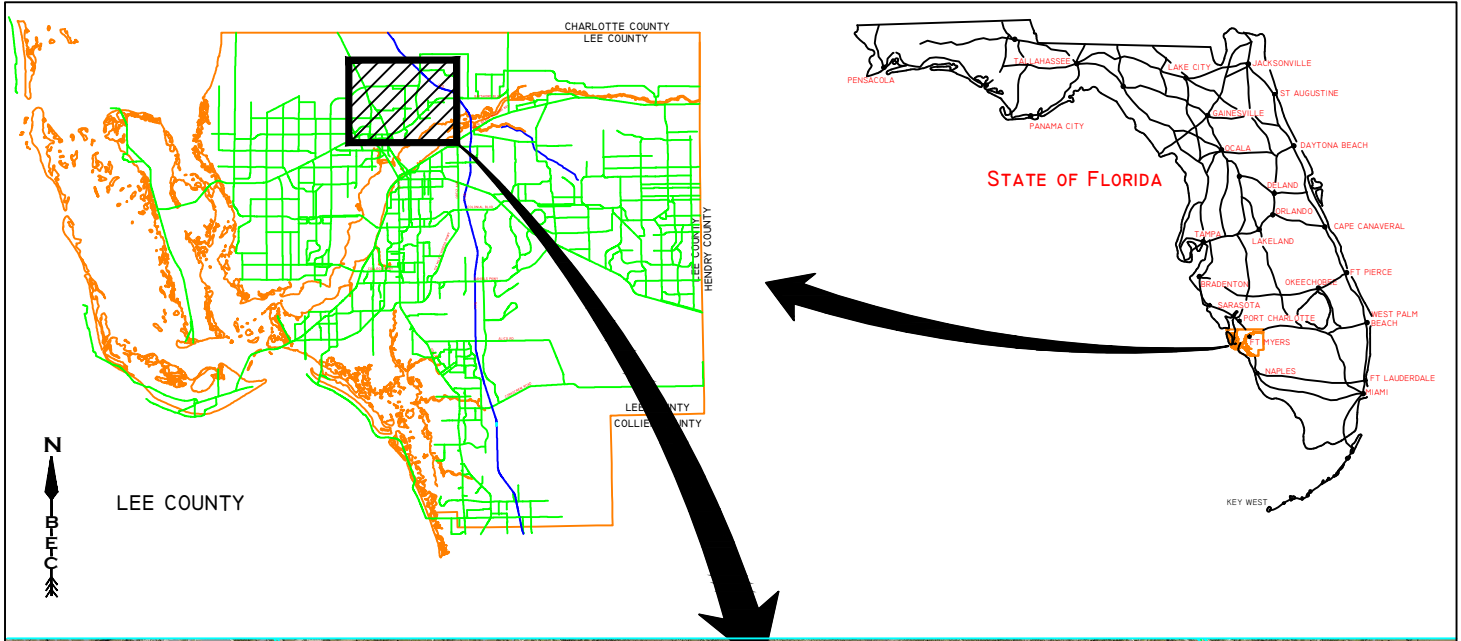 CHARLOTTE COUNTY
LEE COUNTY
LEE COUNTY
HENDRY COUNTY
COLLIER COUNTY
N
BIETC
LEE COUNTY
STATE OF FLORIDA
PENSACOLA
TALLAHASSEE
LAKE CITY
JACKSONVILLE
ST AUGUSTINE
GAINESVILLE
PANAMA CITY
OCALA
DAYTONA BEACH
DELAND
ORLANDO
CAPE CANAVERAL
TAMPA
LAKELAND
FT PIERCE
BRADENTON
OKEECHOBEE
SARASOTA
PORT CHARLOTTE
WEST PALM
BEACH
FT MYERS
NAPLES
FT LAUDERDALE
MIAMI
KEY WEST